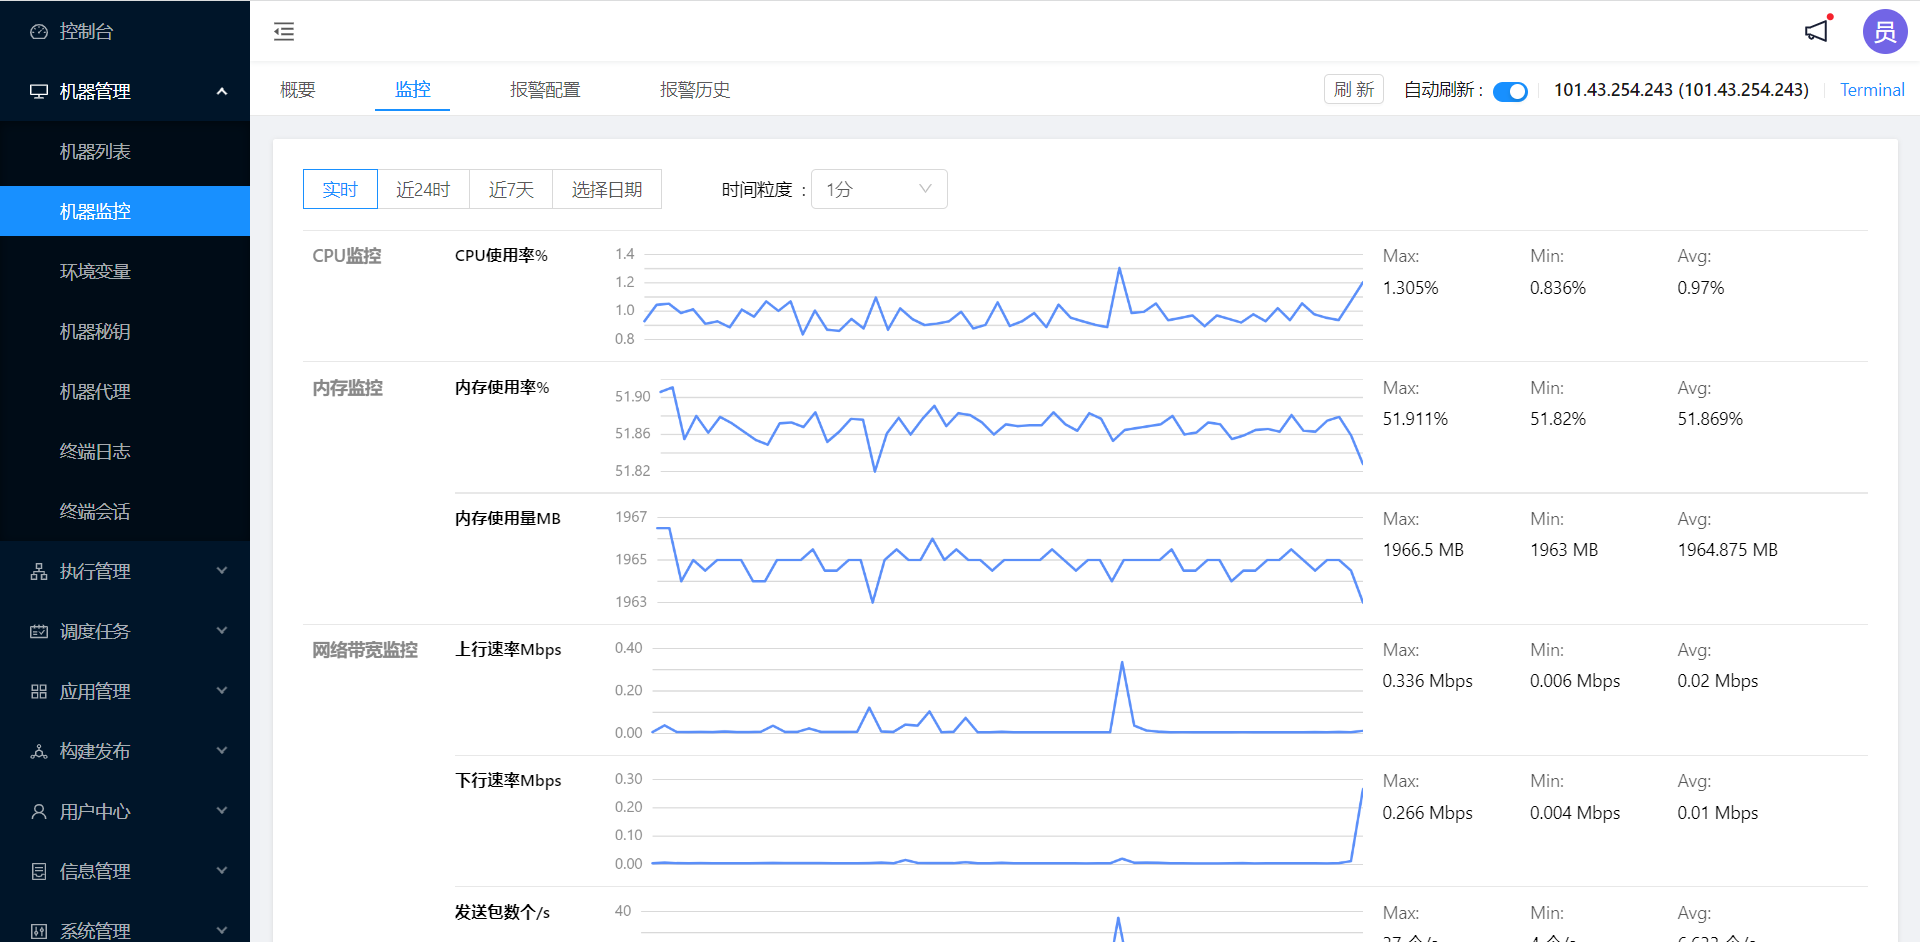 控制台
机器管理
机器列表
机器监控
环境变量
机器秘钥
机器代理
终端日志
终端会话
执行管理
调度任务
应用管理
构建发布
用户中心
信息管理
系统管理
员
概要 监控 报警配置 报警历史
刷 新 自动刷新 : 101.43.254.243 (101.43.254.243) Terminal
实时 近24时 近7天 选择日期 时间粒度 : 1分
CPU监控 CPU使用率%
1.4
1.2
1.0
0.8
Max: Min: Avg:
1.305% 0.836% 0.97%
内存监控 内存使用率%
51.90
51.86
51.82
Max: Min: Avg:
51.911% 51.82% 51.869%
内存使用量MB
1967
1965
1963
Max: Min: Avg:
1966.5 MB 1963 MB 1964.875 MB
网络带宽监控 上行速率Mbps
0.40
0.20
0.00
Max: Min: Avg:
0.336 Mbps 0.006 Mbps 0.02 Mbps
下行速率Mbps
0.30
0.20
0.10
0.00
Max: Min: Avg:
0.266 Mbps 0.004 Mbps 0.01 Mbps
发送包数个/s
40
Max: Min: Avg: